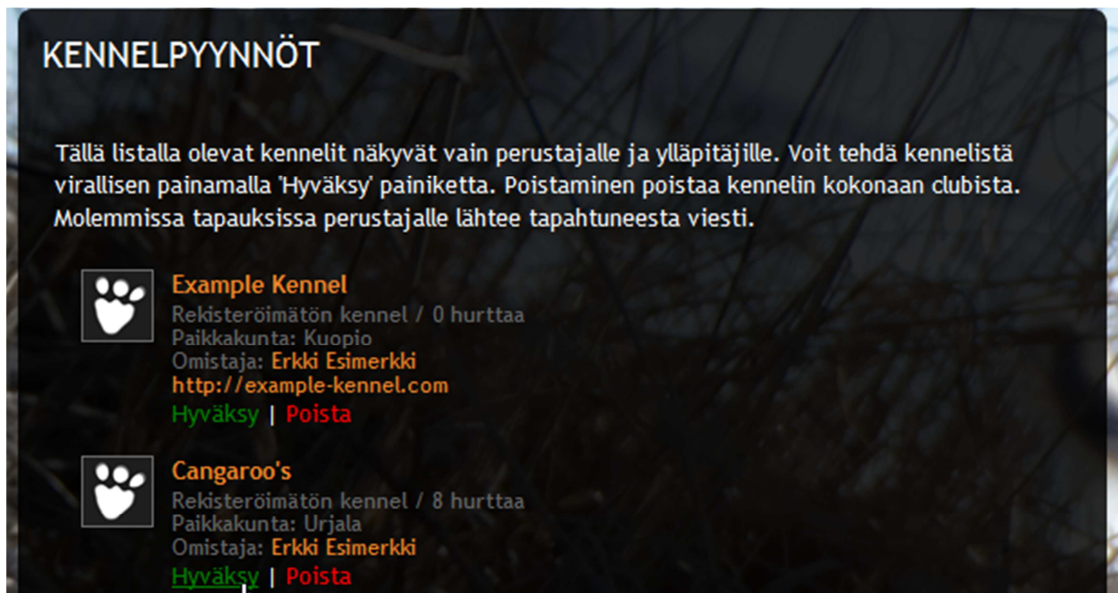 KENNELPYYNNÖT
Tällä listalla olevat kennelit näkyvät vain perustajalle ja ylläpitäjille. Voit tehdä kennelistä
virallisen painamalla 'Hyväksy' painiketta. Poistaminen poistaa kennelin kokonaan clubista.
Molemmissa tapauksissa perustajalle lähtee tapahtuneesta viesti.
Example Kennel
Rekisteröimätön kennel / 0 hurttaa
Paikkakunta: Kuopio
Omistaja: Erkki Esimerkki
http://example-kennel.com
Hyväksy | Poista
Cangaroo's
Rekisteröimätön kennel / 8 hurttaa
Paikkakunta: Urjala
Omistaja: Erkki Esimerkki
Hyväksy | Poista